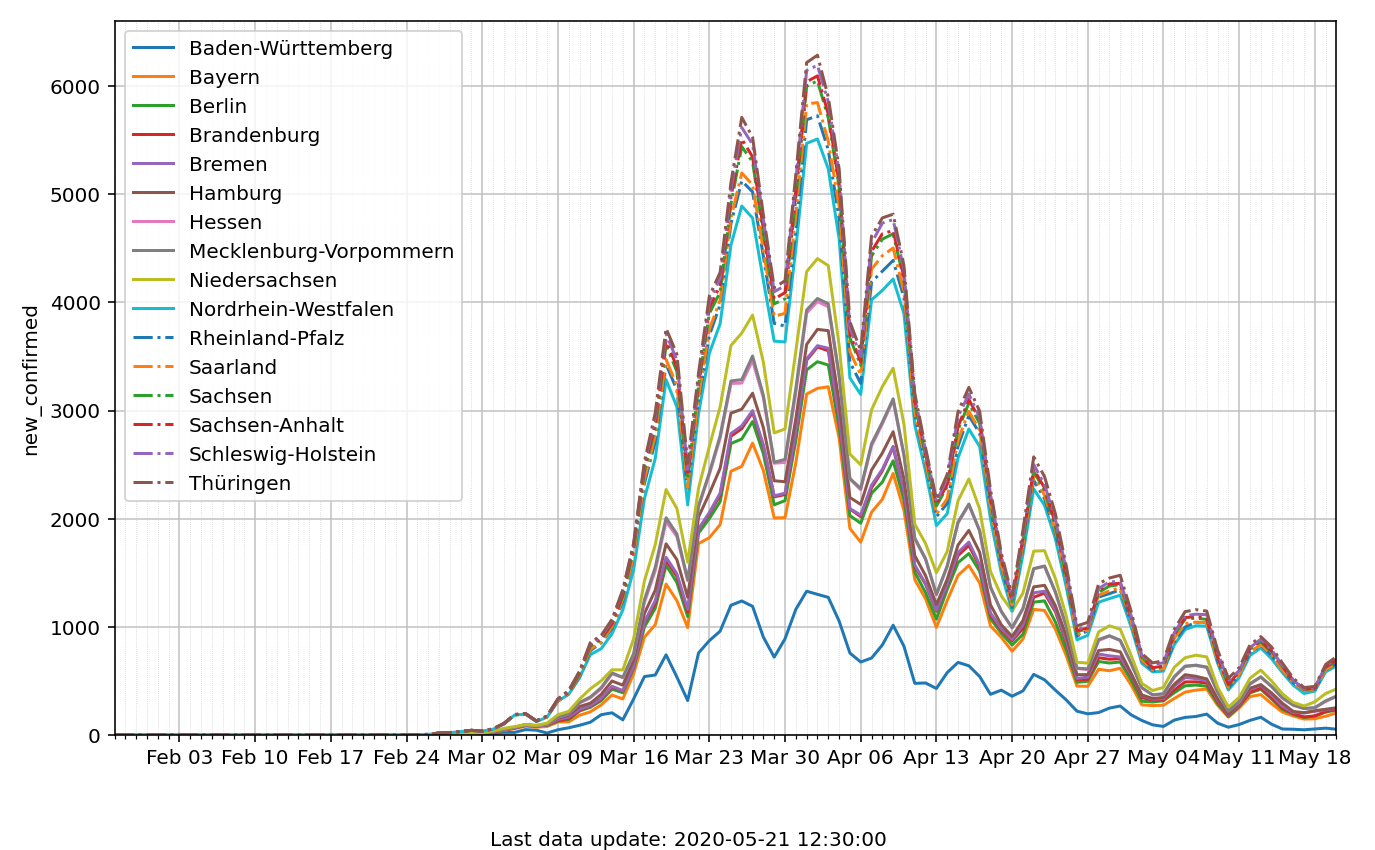 new_confirmed
6000
5000
4000
3000
2000
1000
0
Baden-Württemberg
Bayern
Berlin
Brandenburg
Bremen
Hamburg
Hessen
Mecklenburg-Vorpommern
Niedersachsen
Nordrhein-Westfalen
Rheinland-Pfalz
Saarland
Sachsen
Sachsen-Anhalt
Schleswig-Holstein
Thüringen
Feb 03 Feb 10 Feb 17 Feb 24 Mar 02 Mar 09 Mar 16 Mar 23 Mar 30 Apr 06 Apr 13 Apr 20 Apr 27 May 04 May 11 May 18
Last data update: 2020-05-21 12:30:00